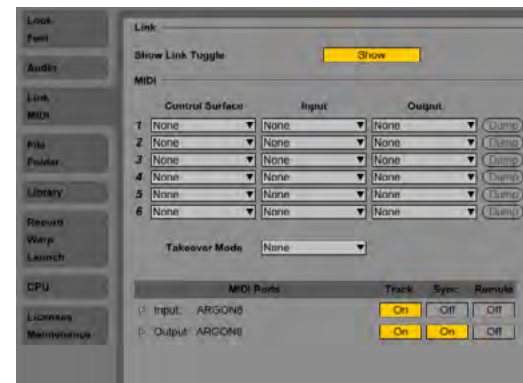 Look
Feel
Audio
Link
MIDI
File
Folder
Library
Record
Warp
Launch
CPU
Licenses
Maintenance
Link
Show Link Toggle Show
MIDI
Control Surface Input Output
1 None None None Dump
2 None None None Dump
3 None None None Dump
4 None None None Dump
5 None None None Dump
6 None None None Dump
Takeover Mode None
MIDI Ports Track Sync Remote
Input: ARGON8 On Off Off
Output: ARGON8 On On Off